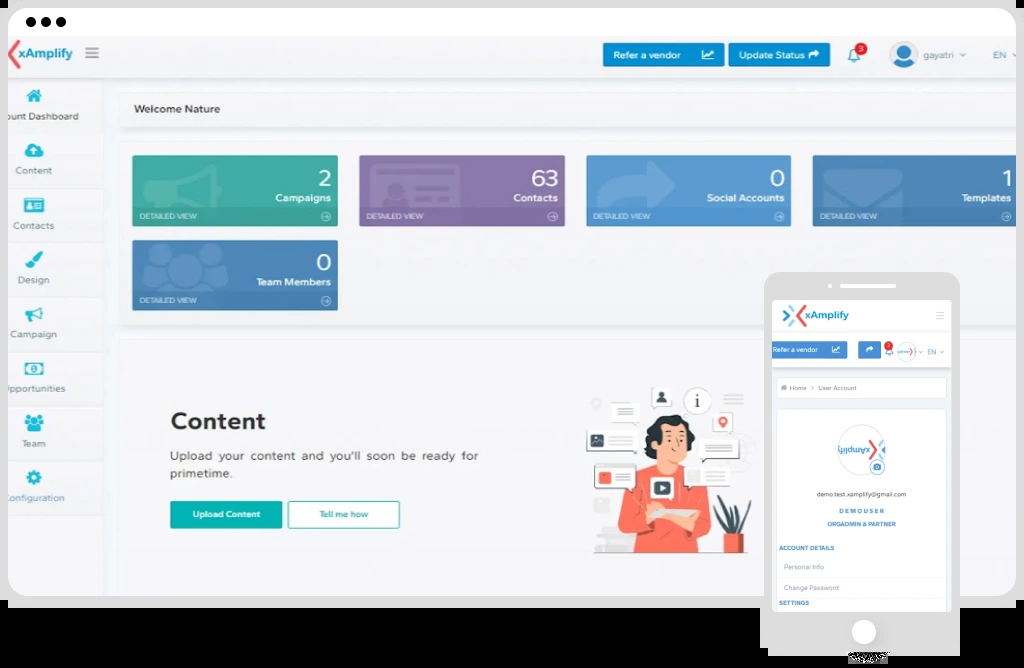 xAmplify
Refer a vendor
Update Status
3
gayatri
EN
ount Dashboard
Content
Contacts
Design
Campaign
pportunities
Team
onfiguration
Welcome Nature
2
Campaigns
DETAILED VIEW
63
Contacts
DETAILED VIEW
0
Social Accounts
DETAILED VIEW
1
Templates
DETAILED VIEW
0
Team Members
DETAILED VIEW
Content
Upload your content and you'll soon be ready for
primetime.
Upload Content
Tell me how
i
xAmplify
Refer a vendor
EN
Home > User Account
xAmplify
demo.test.xamplify@gmail.com
DEMOUSER
ORGADMIN & PARTNER
ACCOUNT DETAILS
Personal Info
Change Password
SETTINGS